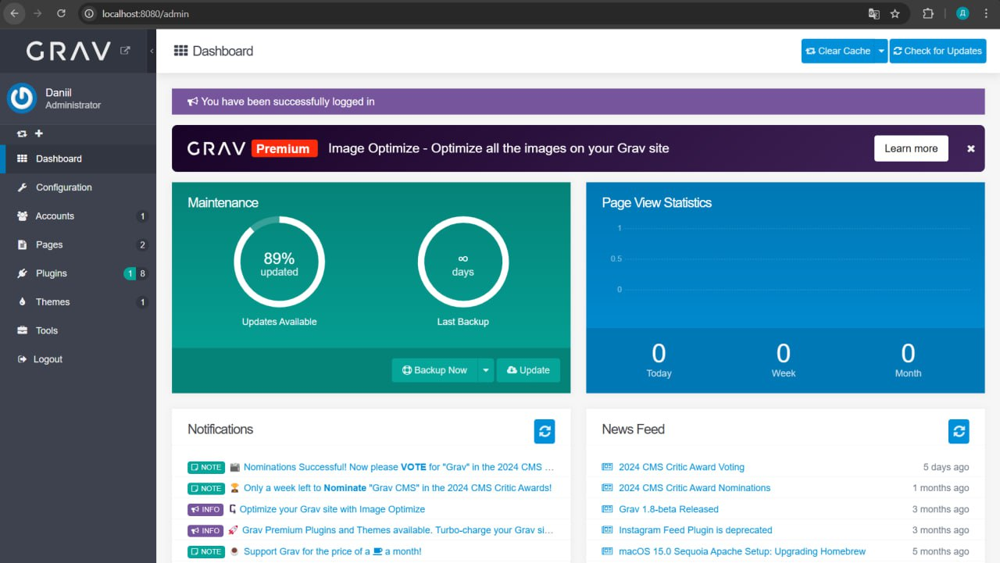 localhost:8080/admin
Д
GRAV
Daniil
Administrator
Dashboard
Configuration
Accounts 1
Pages 2
Plugins 1 8
Themes 1
Tools
Logout
Dashboard
Clear Cache
Check for Updates
You have been successfully logged in
GRAV Premium Image Optimize - Optimize all the images on your Grav site
Learn more
Maintenance
89%
updated
Updates Available
∞
days
Last Backup
Backup Now
Update
Page View Statistics
1
0.5
0
0
Today
0
Week
0
Month
Notifications
NOTE Nominations Successful! Now please VOTE for "Grav" in the 2024 CMS ...
NOTE Only a week left to Nominate "Grav CMS" in the 2024 CMS Critic Awards!
INFO Optimize your Grav site with Image Optimize
INFO Grav Premium Plugins and Themes available. Turbo-charge your Grav si...
NOTE Support Grav for the price of a a month!
News Feed
2024 CMS Critic Award Voting 5 days ago
2024 CMS Critic Award Nominations 1 months ago
Grav 1.8-beta Released 3 months ago
Instagram Feed Plugin is deprecated 3 months ago
macOS 15.0 Sequoia Apache Setup: Upgrading Homebrew 5 months ago